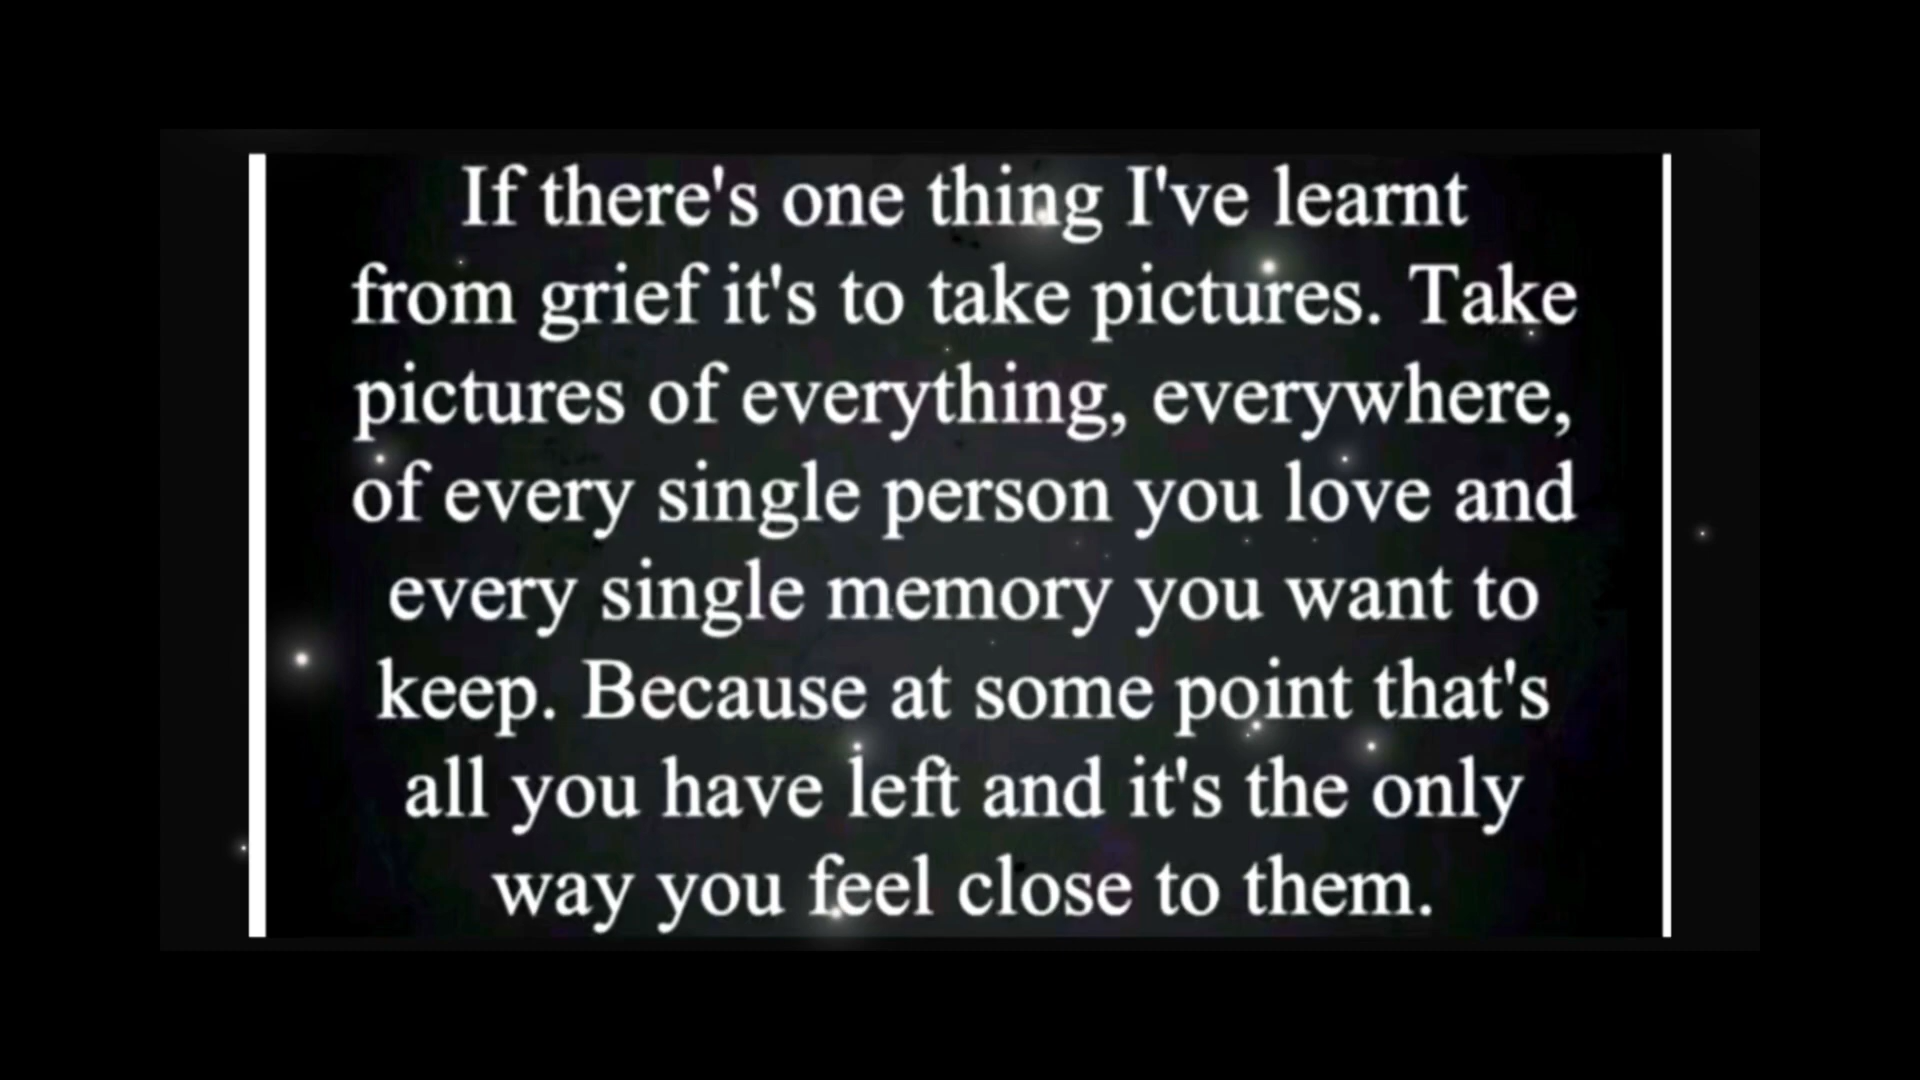 If there's one thing I've learnt
from grief it's to take pictures. Take
pictures of everything, everywhere,
of every single person you love and
every single memory you want to
keep. Because at some point that's
all you have left and it's the only
way you feel close to them.